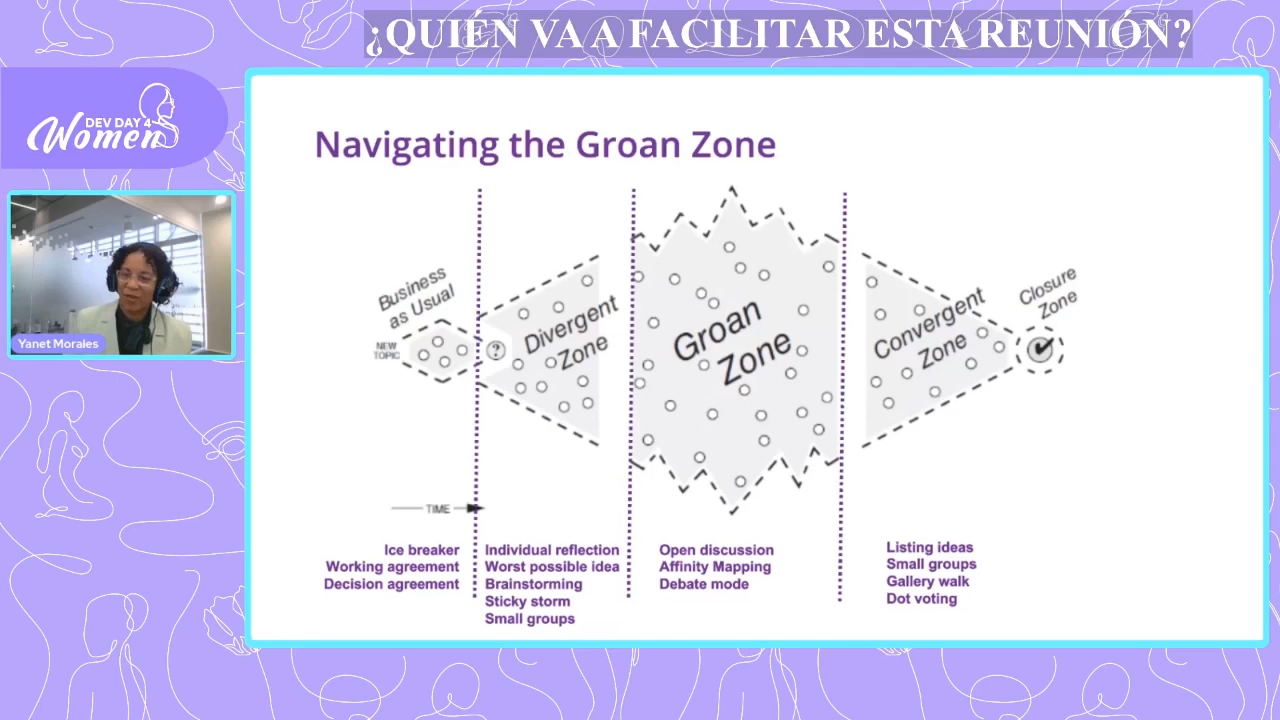 ¿QUIÉN VA A FACILITAR ESTA REUNIÓN?
DEV DAY 4
Women
Yanet Morales
Navigating the Groan Zone
Business
as Usual
NEW
TOPIC
?
Divergent
Zone
Groan
Zone
Convergent
Zone
Closure
Zone
TIME
Ice breaker
Working agreement
Decision agreement
Individual reflection
Worst possible idea
Brainstorming
Sticky storm
Small groups
Open discussion
Affinity Mapping
Debate mode
Listing ideas
Small groups
Gallery walk
Dot voting